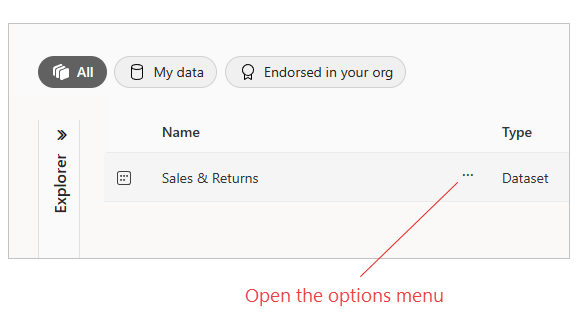 All
My data
Endorsed in your org
Explorer
Name
Type
Sales & Returns
...
Dataset
Open the options menu